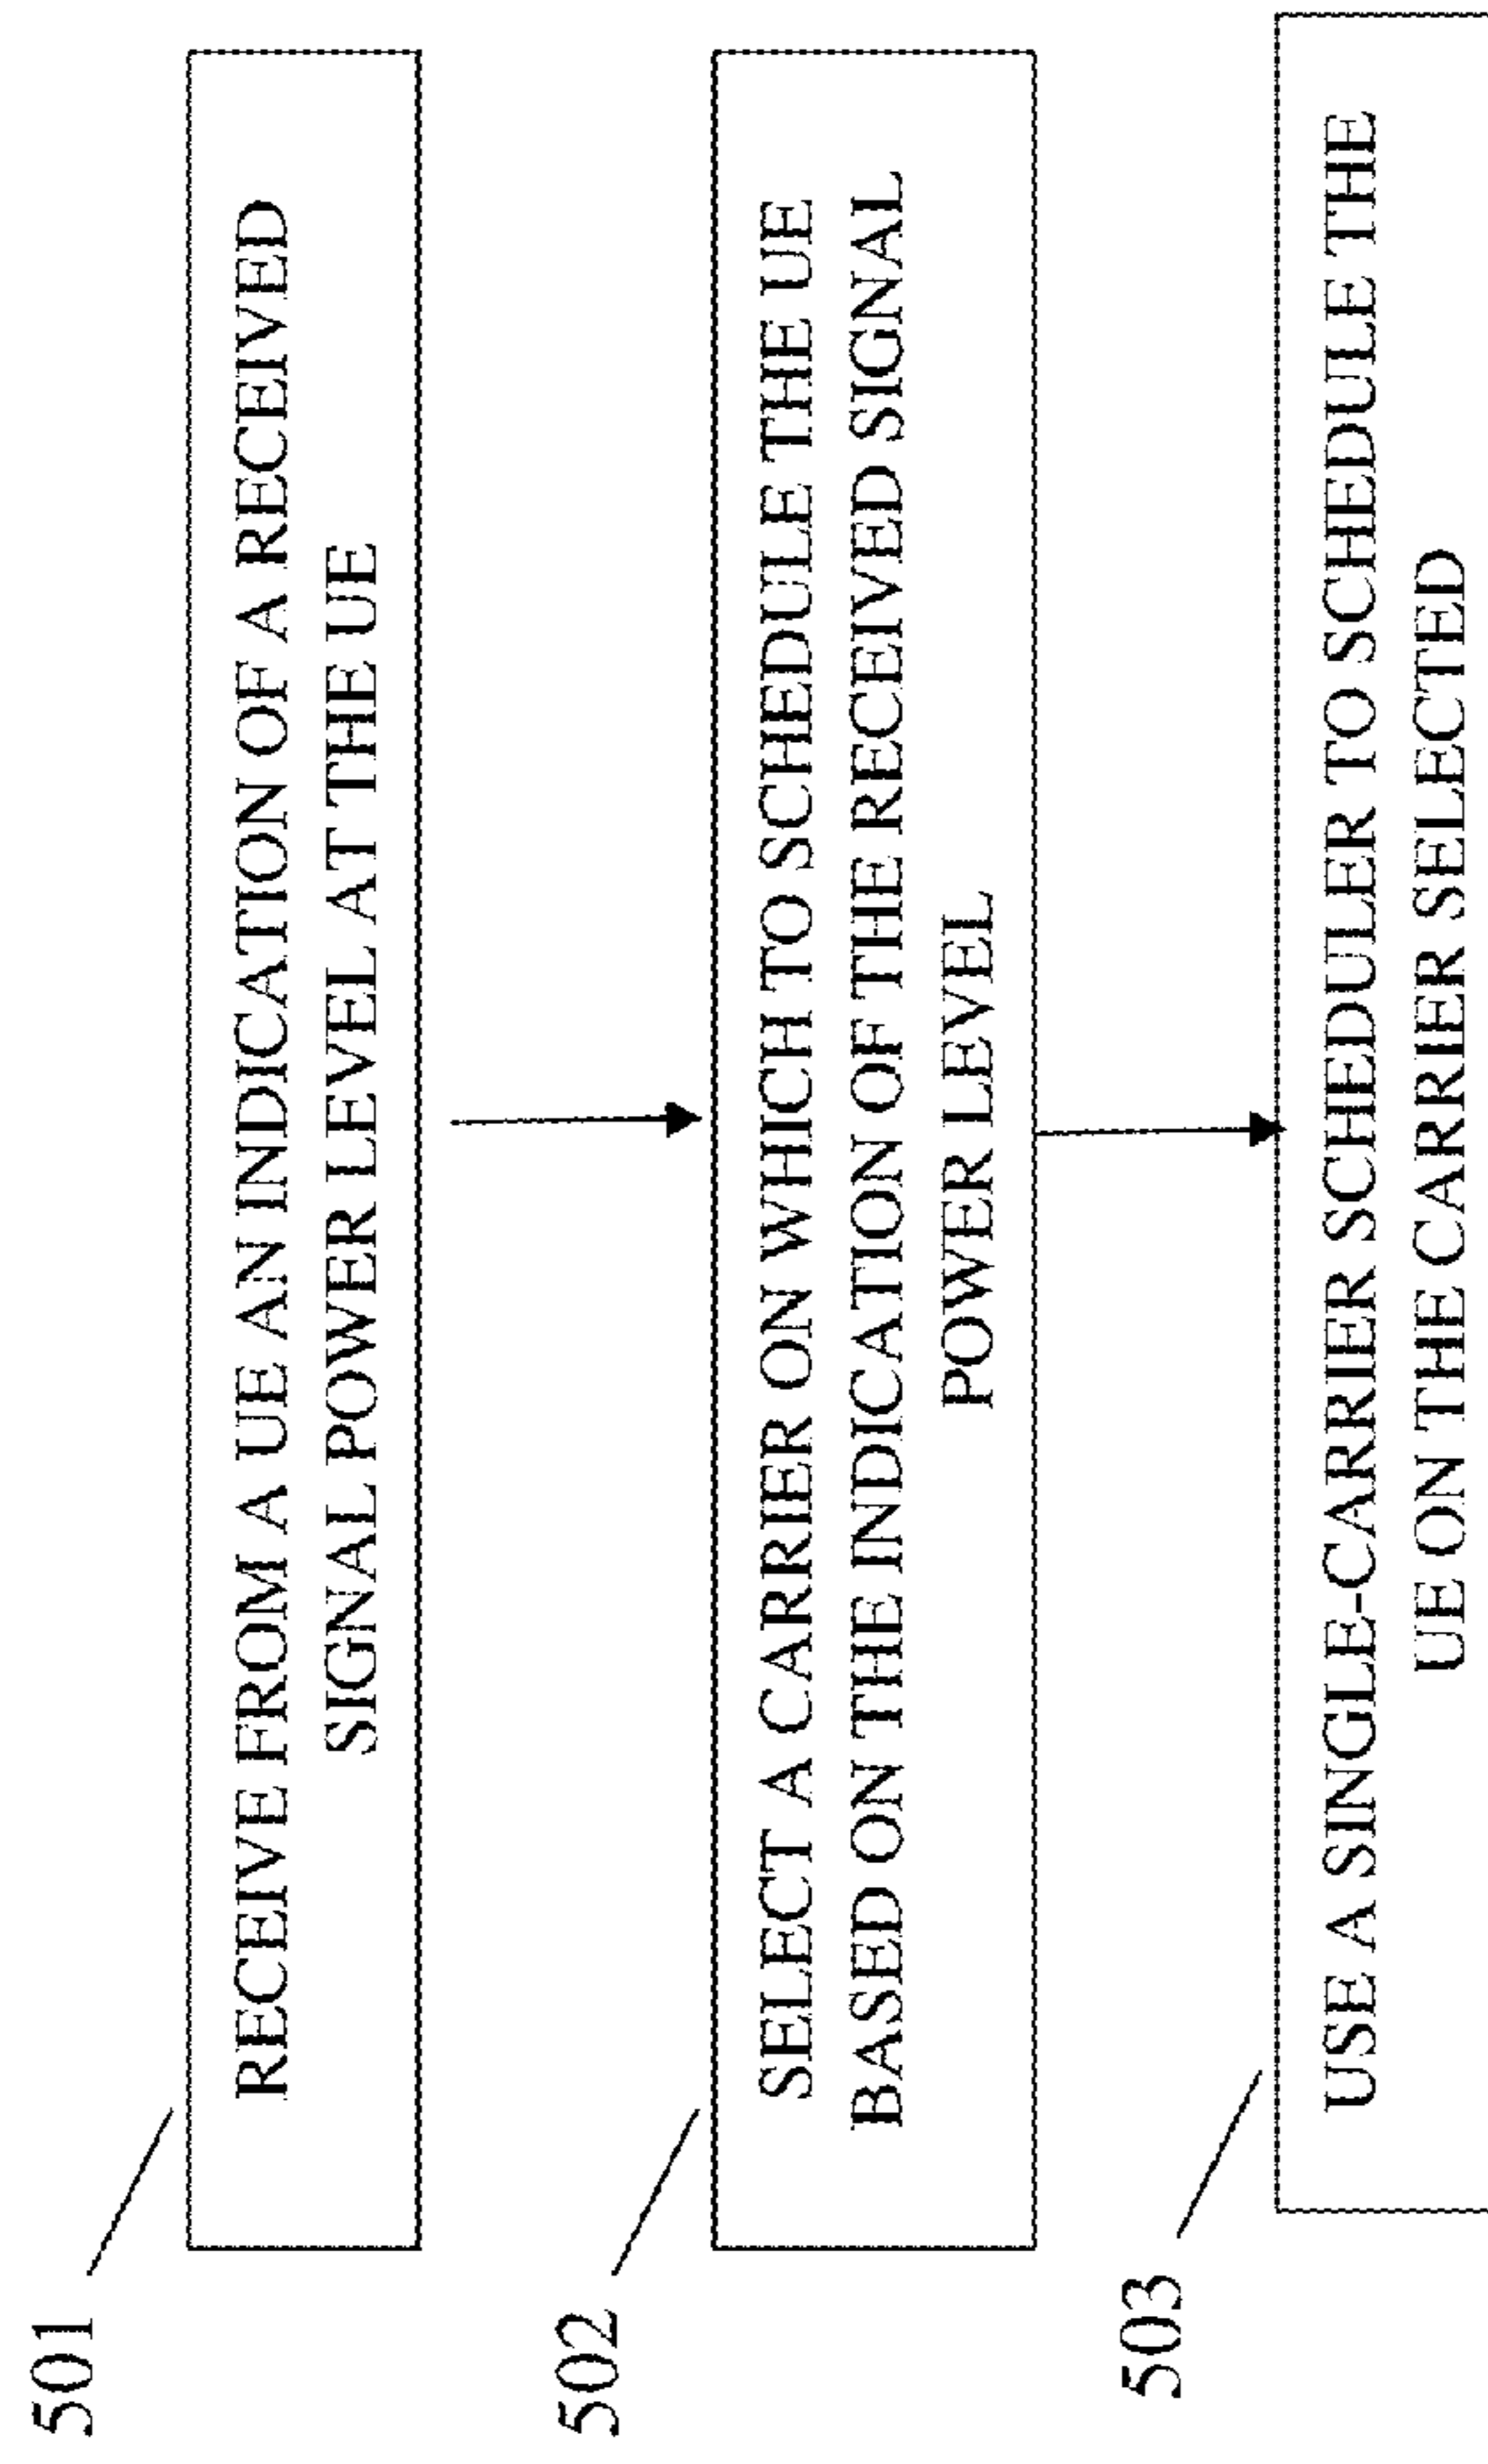 501
RECEIVE FROM A UE AN INDICATION OF A RECEIVED
SIGNAL POWER LEVEL AT THE UE
502
SELECT A CARRIER ON WHICH TO SCHEDULE THE UE
BASED ON THE INDICATION OF THE RECEIVED SIGNAL
POWER LEVEL
503
USE A SINGLE-CARRIER SCHEDULER TO SCHEDULE THE
UE ON THE CARRIER SELECTED